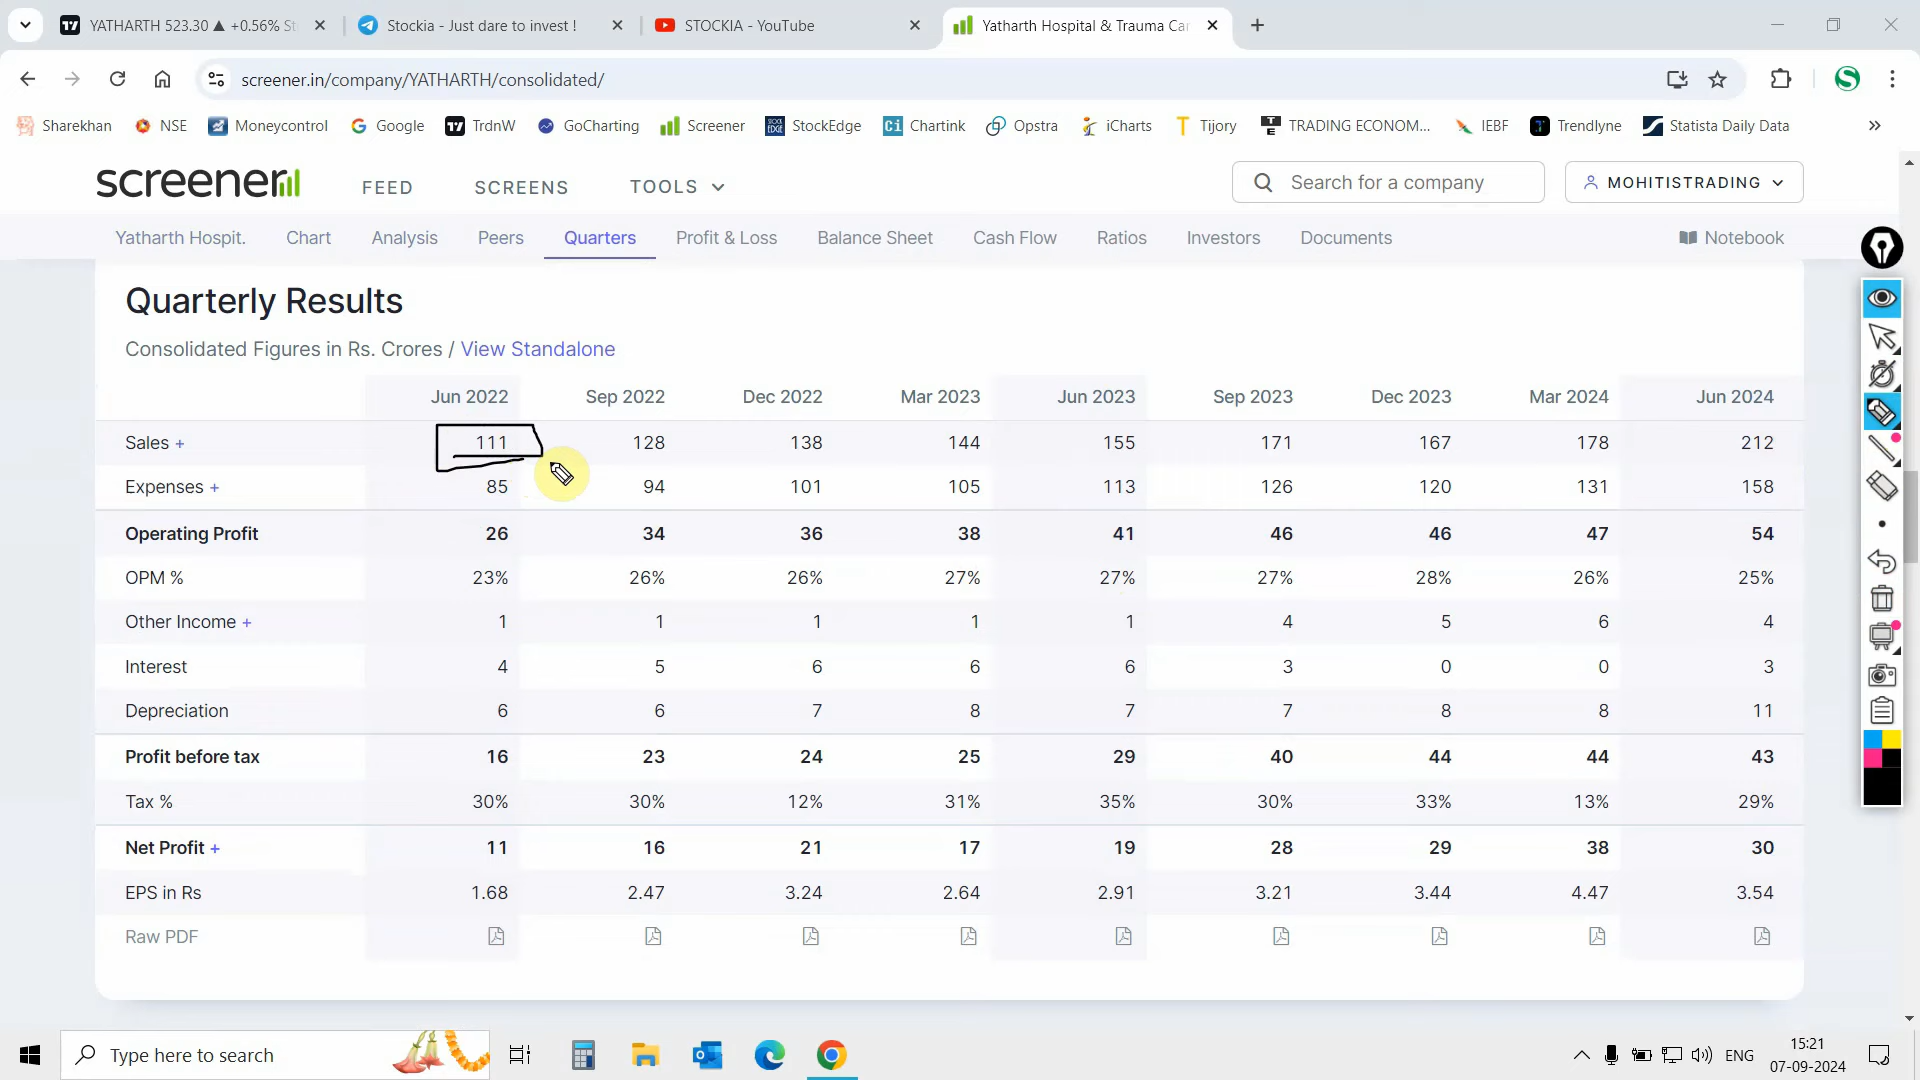 YATHARTH 523.30 ▲ +0.56% St
Stockia - Just dare to invest !
STOCKIA - YouTube
Yatharth Hospital & Trauma Car
screener.in/company/YATHARTH/consolidated/
Sharekhan NSE Moneycontrol Google TrdnW GoCharting Screener StockEdge Chartink Opstra iCharts Tijory TRADING ECONOM... IEBF Trendlyne Statista Daily Data »
screener FEED SCREENS TOOLS Search for a company MOHITISTRADING
Yatharth Hospit. Chart Analysis Peers Quarters Profit & Loss Balance Sheet Cash Flow Ratios Investors Documents Notebook
Quarterly Results
Consolidated Figures in Rs. Crores / View Standalone
Jun 2022 Sep 2022 Dec 2022 Mar 2023 Jun 2023 Sep 2023 Dec 2023 Mar 2024 Jun 2024
Sales + 111 128 138 144 155 171 167 178 212
Expenses + 85 94 101 105 113 126 120 131 158
Operating Profit 26 34 36 38 41 46 46 47 54
OPM % 23% 26% 26% 27% 27% 27% 28% 26% 25%
Other Income + 1 1 1 1 1 4 5 6 4
Interest 4 5 6 6 6 3 0 0 3
Depreciation 6 6 7 8 7 7 8 8 11
Profit before tax 16 23 24 25 29 40 44 44 43
Tax % 30% 30% 12% 31% 35% 30% 33% 13% 29%
Net Profit + 11 16 21 17 19 28 29 38 30
EPS in Rs 1.68 2.47 3.24 2.64 2.91 3.21 3.44 4.47 3.54
Raw PDF
Type here to search
ENG
15:21
07-09-2024